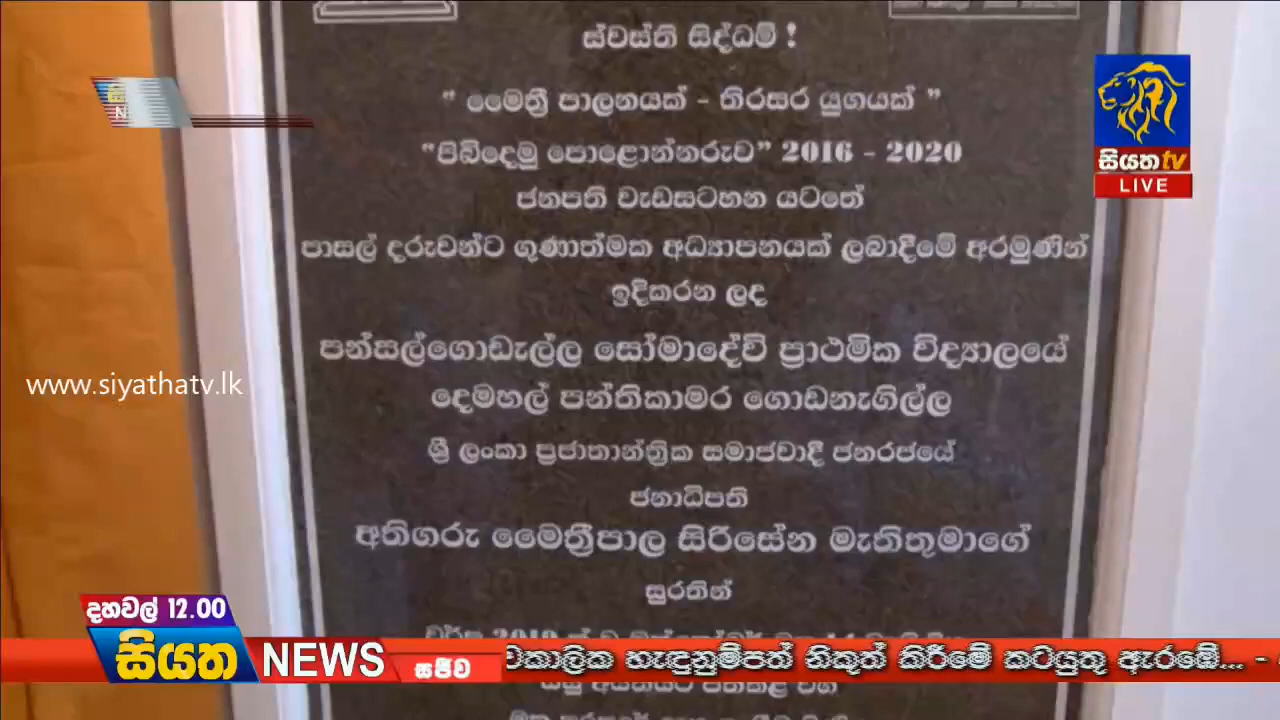 ස්වස්ති සිද්ධම් !
" මෛත්‍රී පාලනයක් - තිරසර යුගයක් "
"පිබිදෙමු පොළොන්නරුව" 2016 - 2020
ජනපති වැඩසටහන යටතේ
පාසල් දරුවන්ට ගුණාත්මක අධ්‍යාපනයක් ලබාදීමේ අරමුණින්
ඉදිකරන ලද
පන්සල්ගොඩැල්ල සෝමාදේවි ප්‍රාථමික විද්‍යාලයේ
දෙමහල් පන්තිකාමර ගොඩනැගිල්ල
ශ්‍රී ලංකා ප්‍රජාතාන්ත්‍රික සමාජවාදී ජනරජයේ
ජනාධිපති
අතිගරු මෛත්‍රීපාල සිරිසේන මැතිතුමාගේ
සුරතින්
සියත tv
LIVE
www.siyathatv.lk
දහවල් 12.00
සියත NEWS
සජීව
වකාලික හැඳුනුම්පත් නිකුත් කිරීමේ කටයුතු ඇරඹේ... -